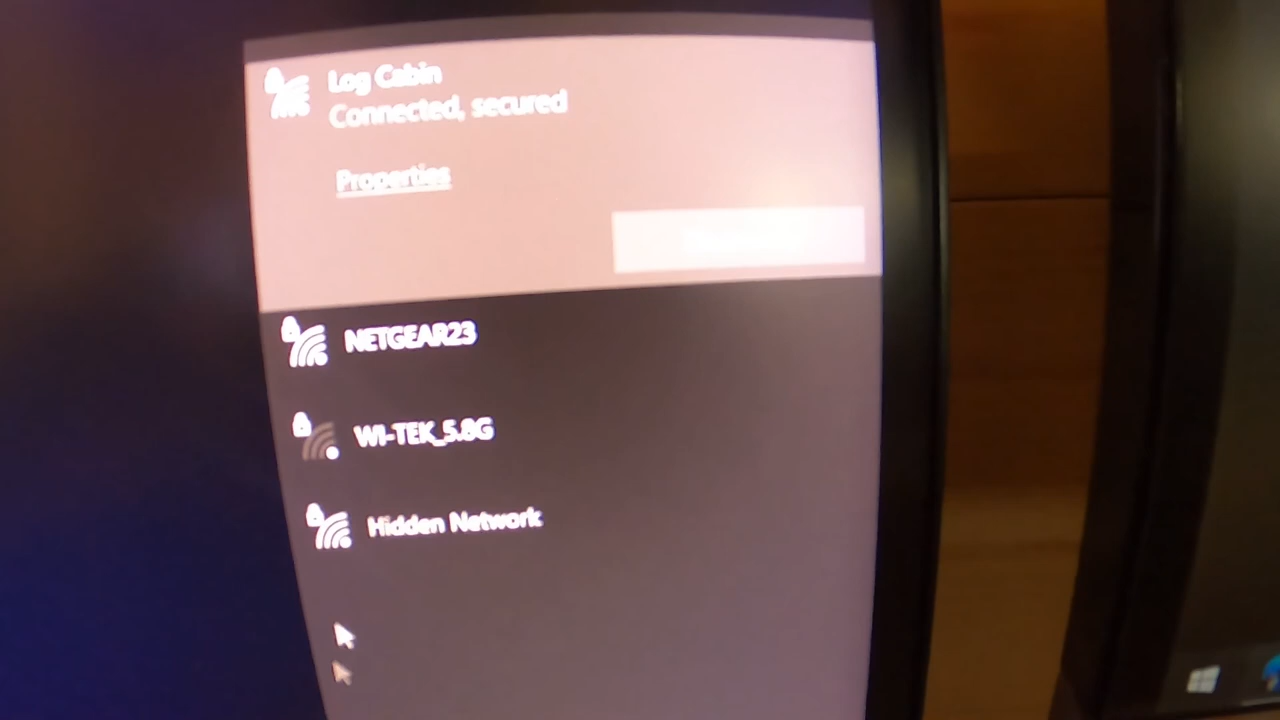 Log Cabin
Connected, secured
Properties
NETGEAR23
WI-TEK_5.8G
Hidden Network